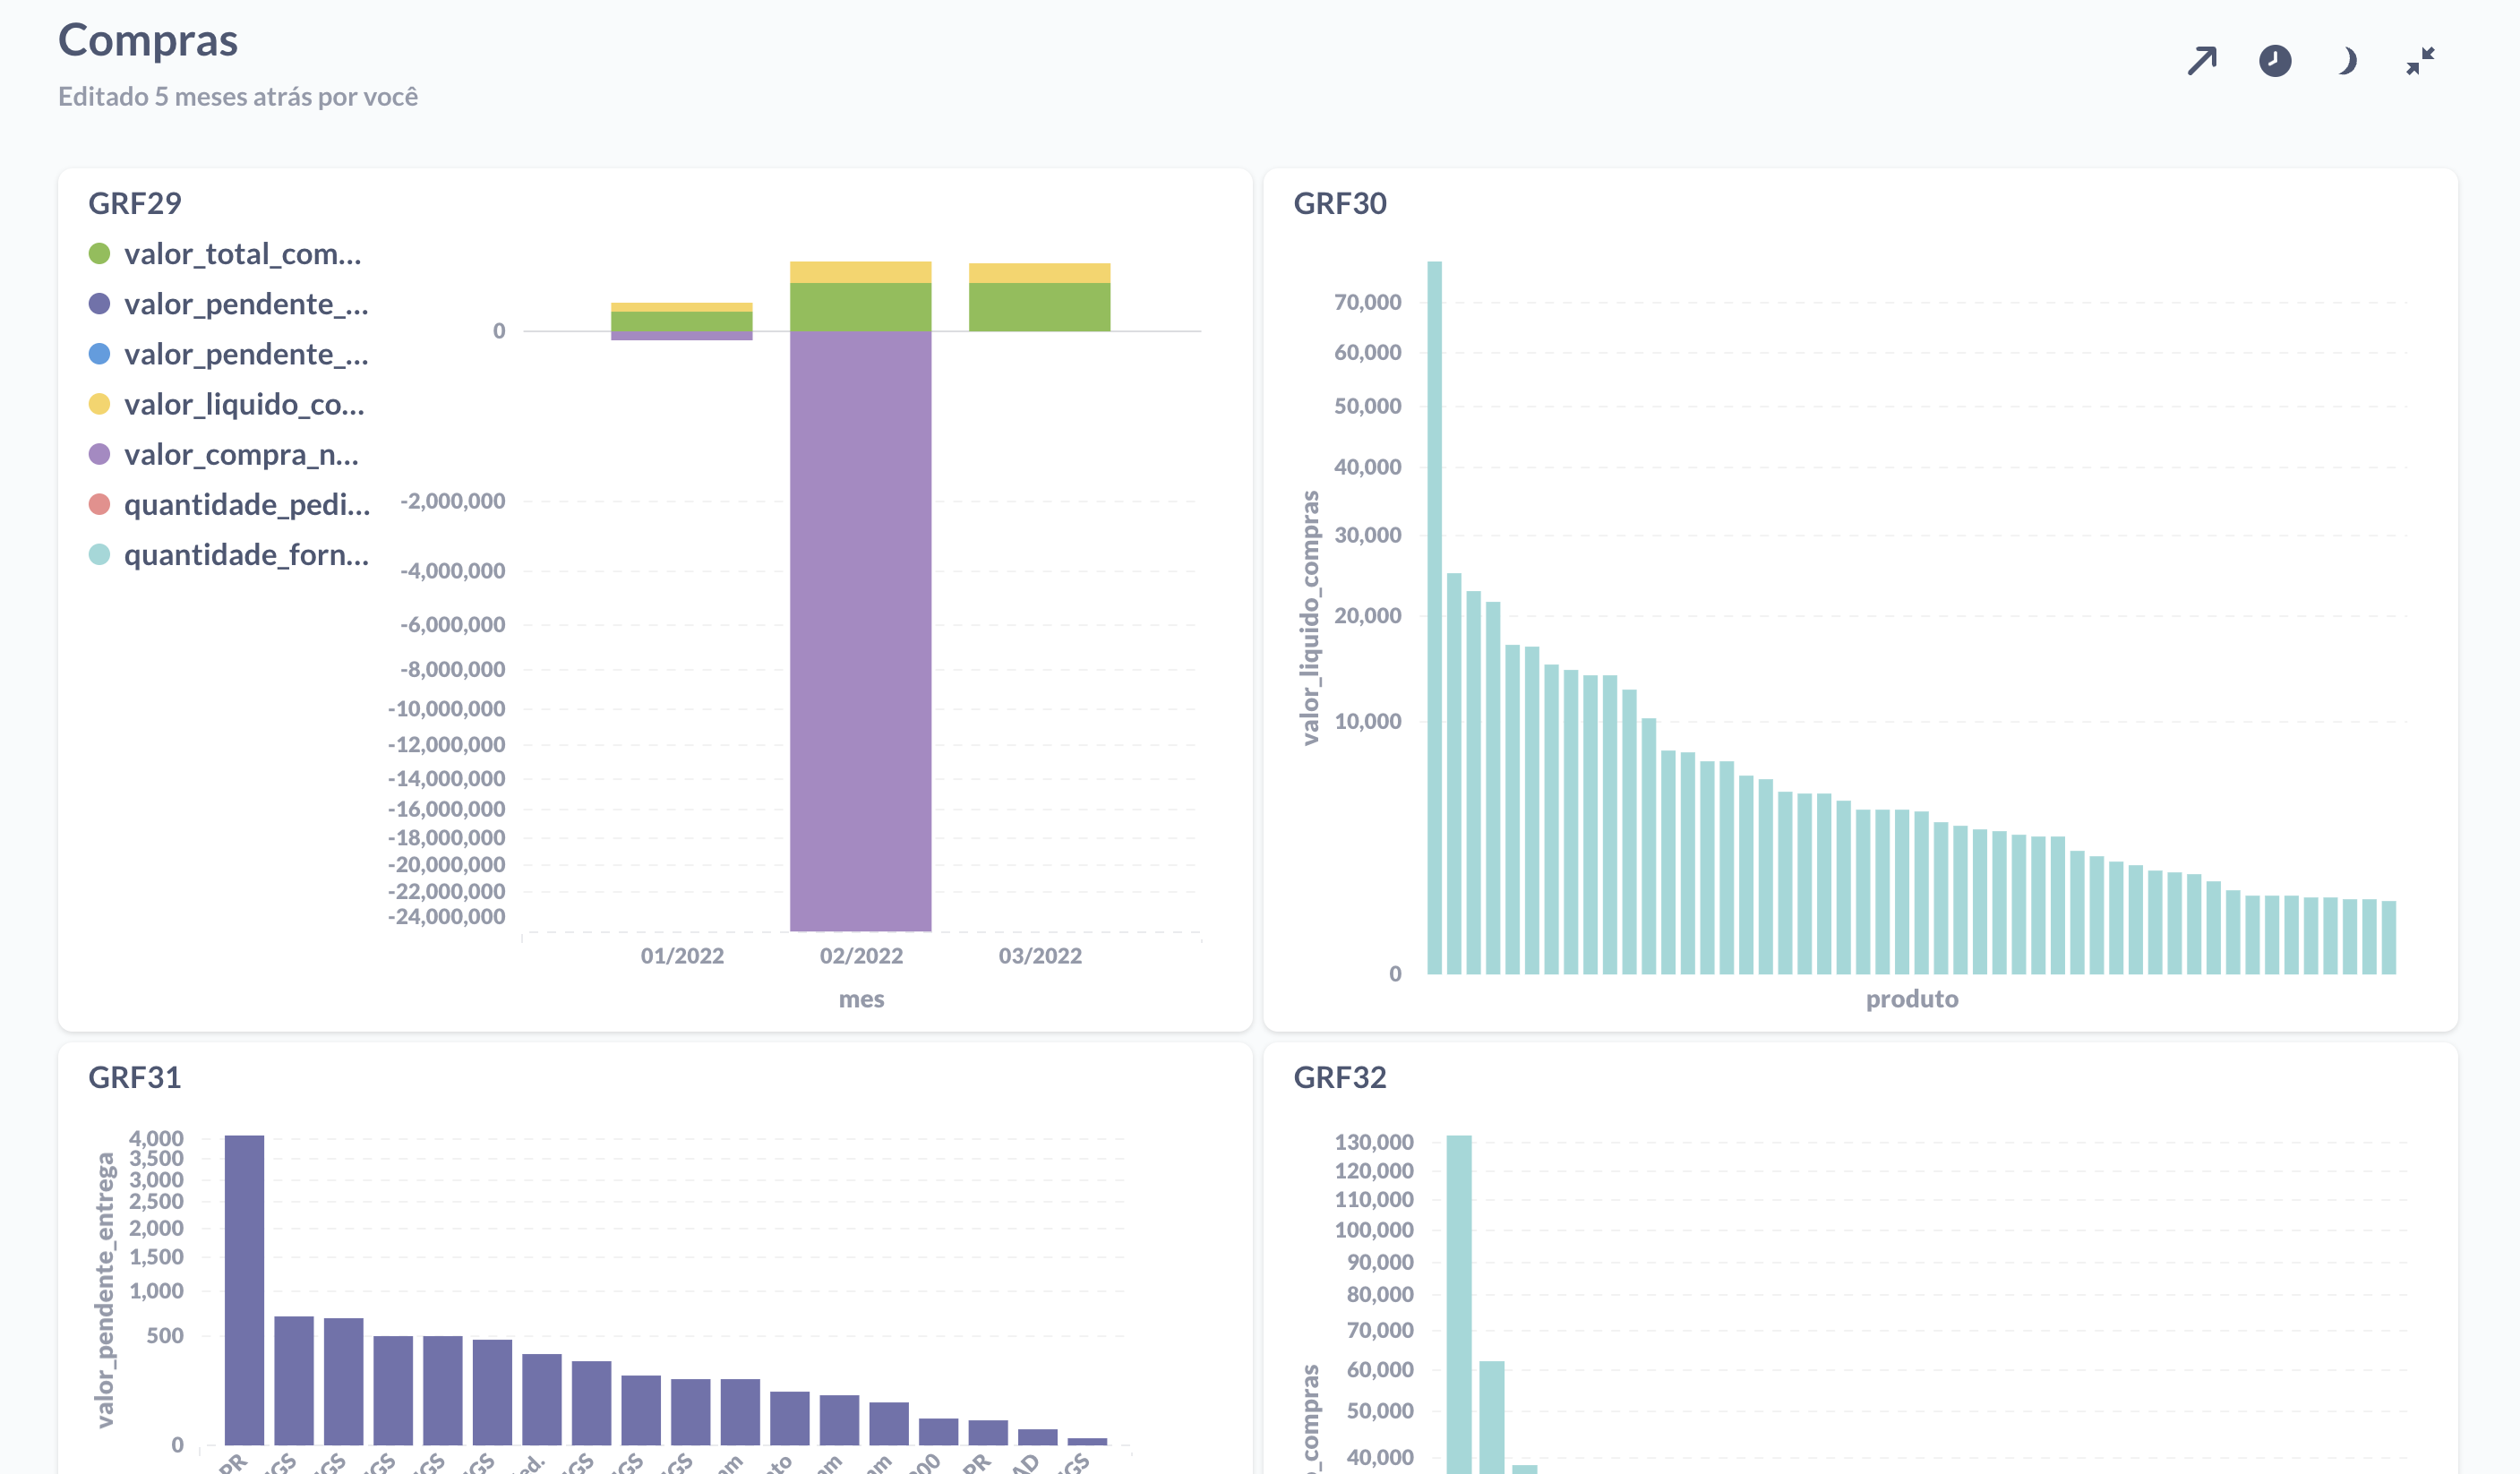 Compras
Editado 5 meses atrás por você
GRF29
valor_total_com...
valor_pendente_...
valor_pendente_...
valor_liquido_co...
valor_compra_n...
quantidade_pedi...
quantidade_forn...
0
-2,000,000
-4,000,000
-6,000,000
-8,000,000
-10,000,000
-12,000,000
-14,000,000
-16,000,000
-18,000,000
-20,000,000
-22,000,000
-24,000,000
01/2022
02/2022
03/2022
mes
GRF30
valor_liquido_compras
70,000
60,000
50,000
40,000
30,000
20,000
10,000
0
produto
GRF31
valor_pendente_entrega
4,000
3,500
3,000
2,500
2,000
1,500
1,000
500
0
GRF32
130,000
120,000
110,000
100,000
90,000
80,000
70,000
60,000
50,000
40,000
_compras